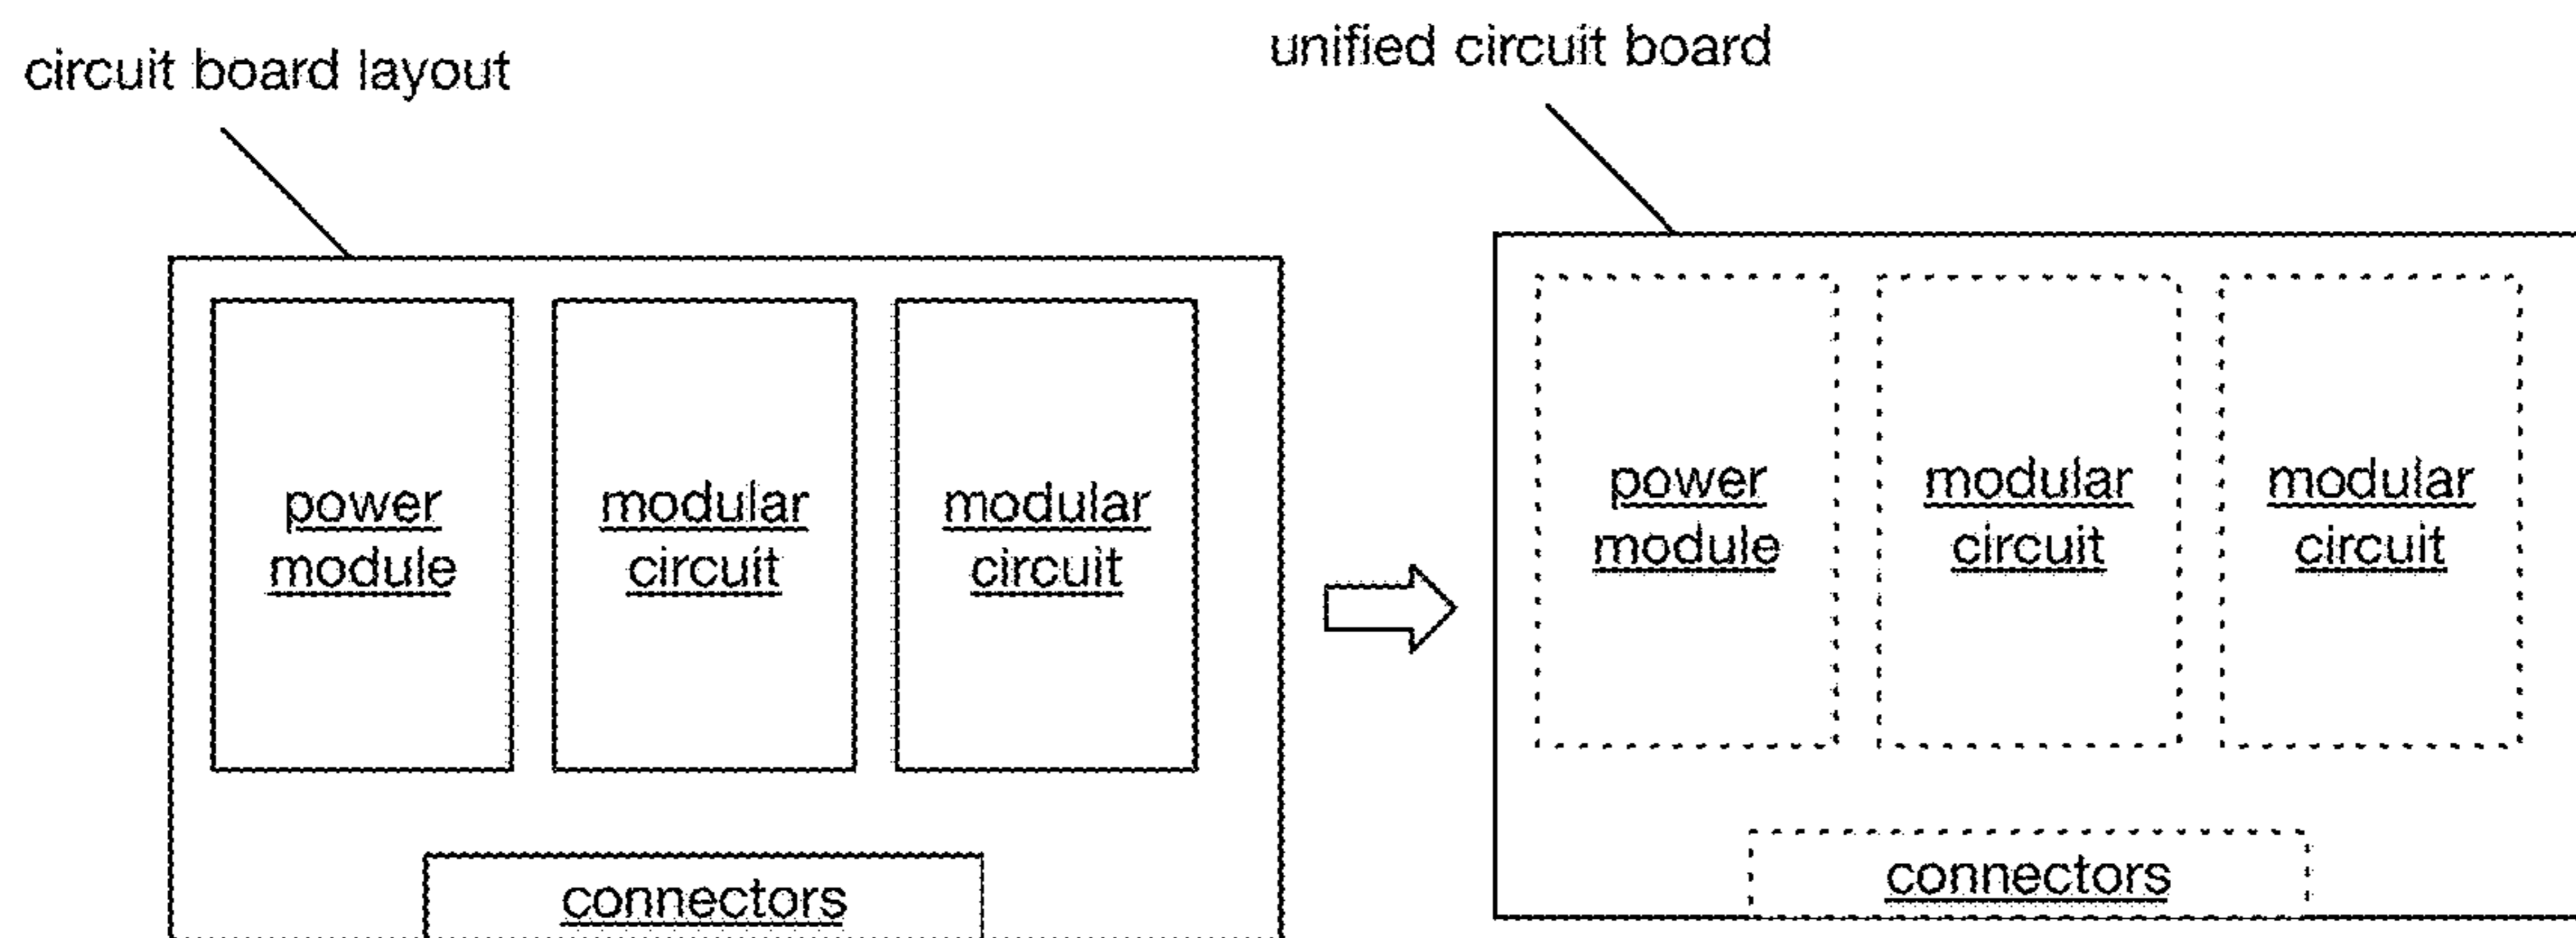 circuit board layout
unified circuit board
power
module
modular
circuit
modular
circuit
connectors
power
module
modular
circuit
modular
circuit
connectors